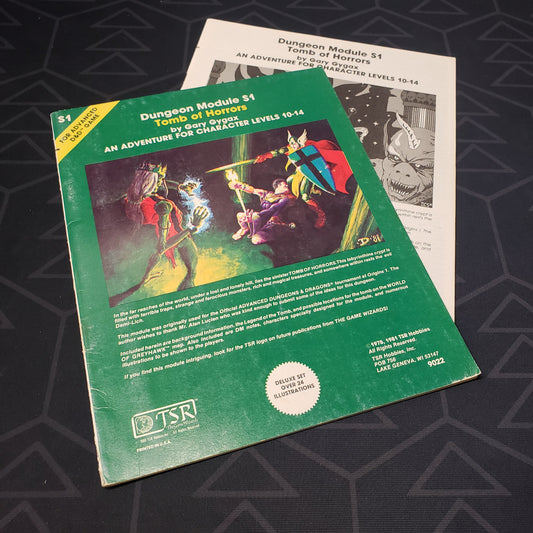 S1
FOR ADVANCED
D&D® GAME
Dungeon Module S1
Tomb of Horrors
by Gary Gygax
AN ADVENTURE FOR CHARACTER LEVELS 10-14
In the far reaches of the world, under a lost and lonely hill, lies the sinister TOMB OF HORRORS. This labyrinthine crypt is
filled with terrible traps, strange and ferocious monsters, rich and magical treasures, and somewhere within rests the evil
Demi-Lich.
This module was originally used for the Official ADVANCED DUNGEONS & DRAGONS® tournament at Origins 1. The
author wishes to thank Mr. Alan Lucien who was kind enough to submit some of the ideas for this dungeon.
Included herein are background information, the Legend of the Tomb, and possible locations for the tomb on the WORLD
OF GREYHAWK™ map. Also included are DM notes, characters specially designed for the module, and numerous
illustrations to be shown to the players.
If you find this module intriguing, look for the TSR logo on future publications from THE GAME WIZARDS!
DELUXE SET
OVER 24
ILLUSTRATIONS
©1975, 1981 TSR Hobbies
All Rights Reserved.
TSR Hobbies, Inc.
POB 756
LAKE GENEVA, WI 53147
9022
TSR
PRINTED IN U.S.A.
Dungeon Module S1
Tomb of Horrors
by Gary Gygax
AN ADVENTURE FOR CHARACTER LEVELS 10-14